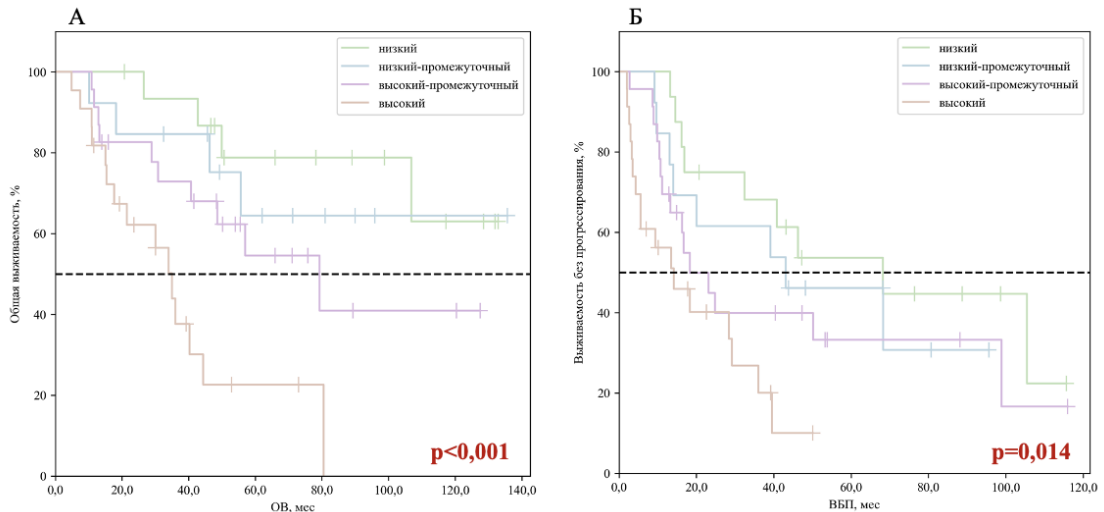 А
Общая выживаемость, %
100
80
60
40
20
0
0,0 20,0 40,0 60,0 80,0 100,0 120,0 140,0
ОВ, мес
низкий
низкий-промежуточный
высокий-промежуточный
высокий
p<0,001
Б
Выживаемость без прогрессирования, %
100
80
60
40
20
0
0,0 20,0 40,0 60,0 80,0 100,0 120,0
ВБП, мес
низкий
низкий-промежуточный
высокий-промежуточный
высокий
p=0,014